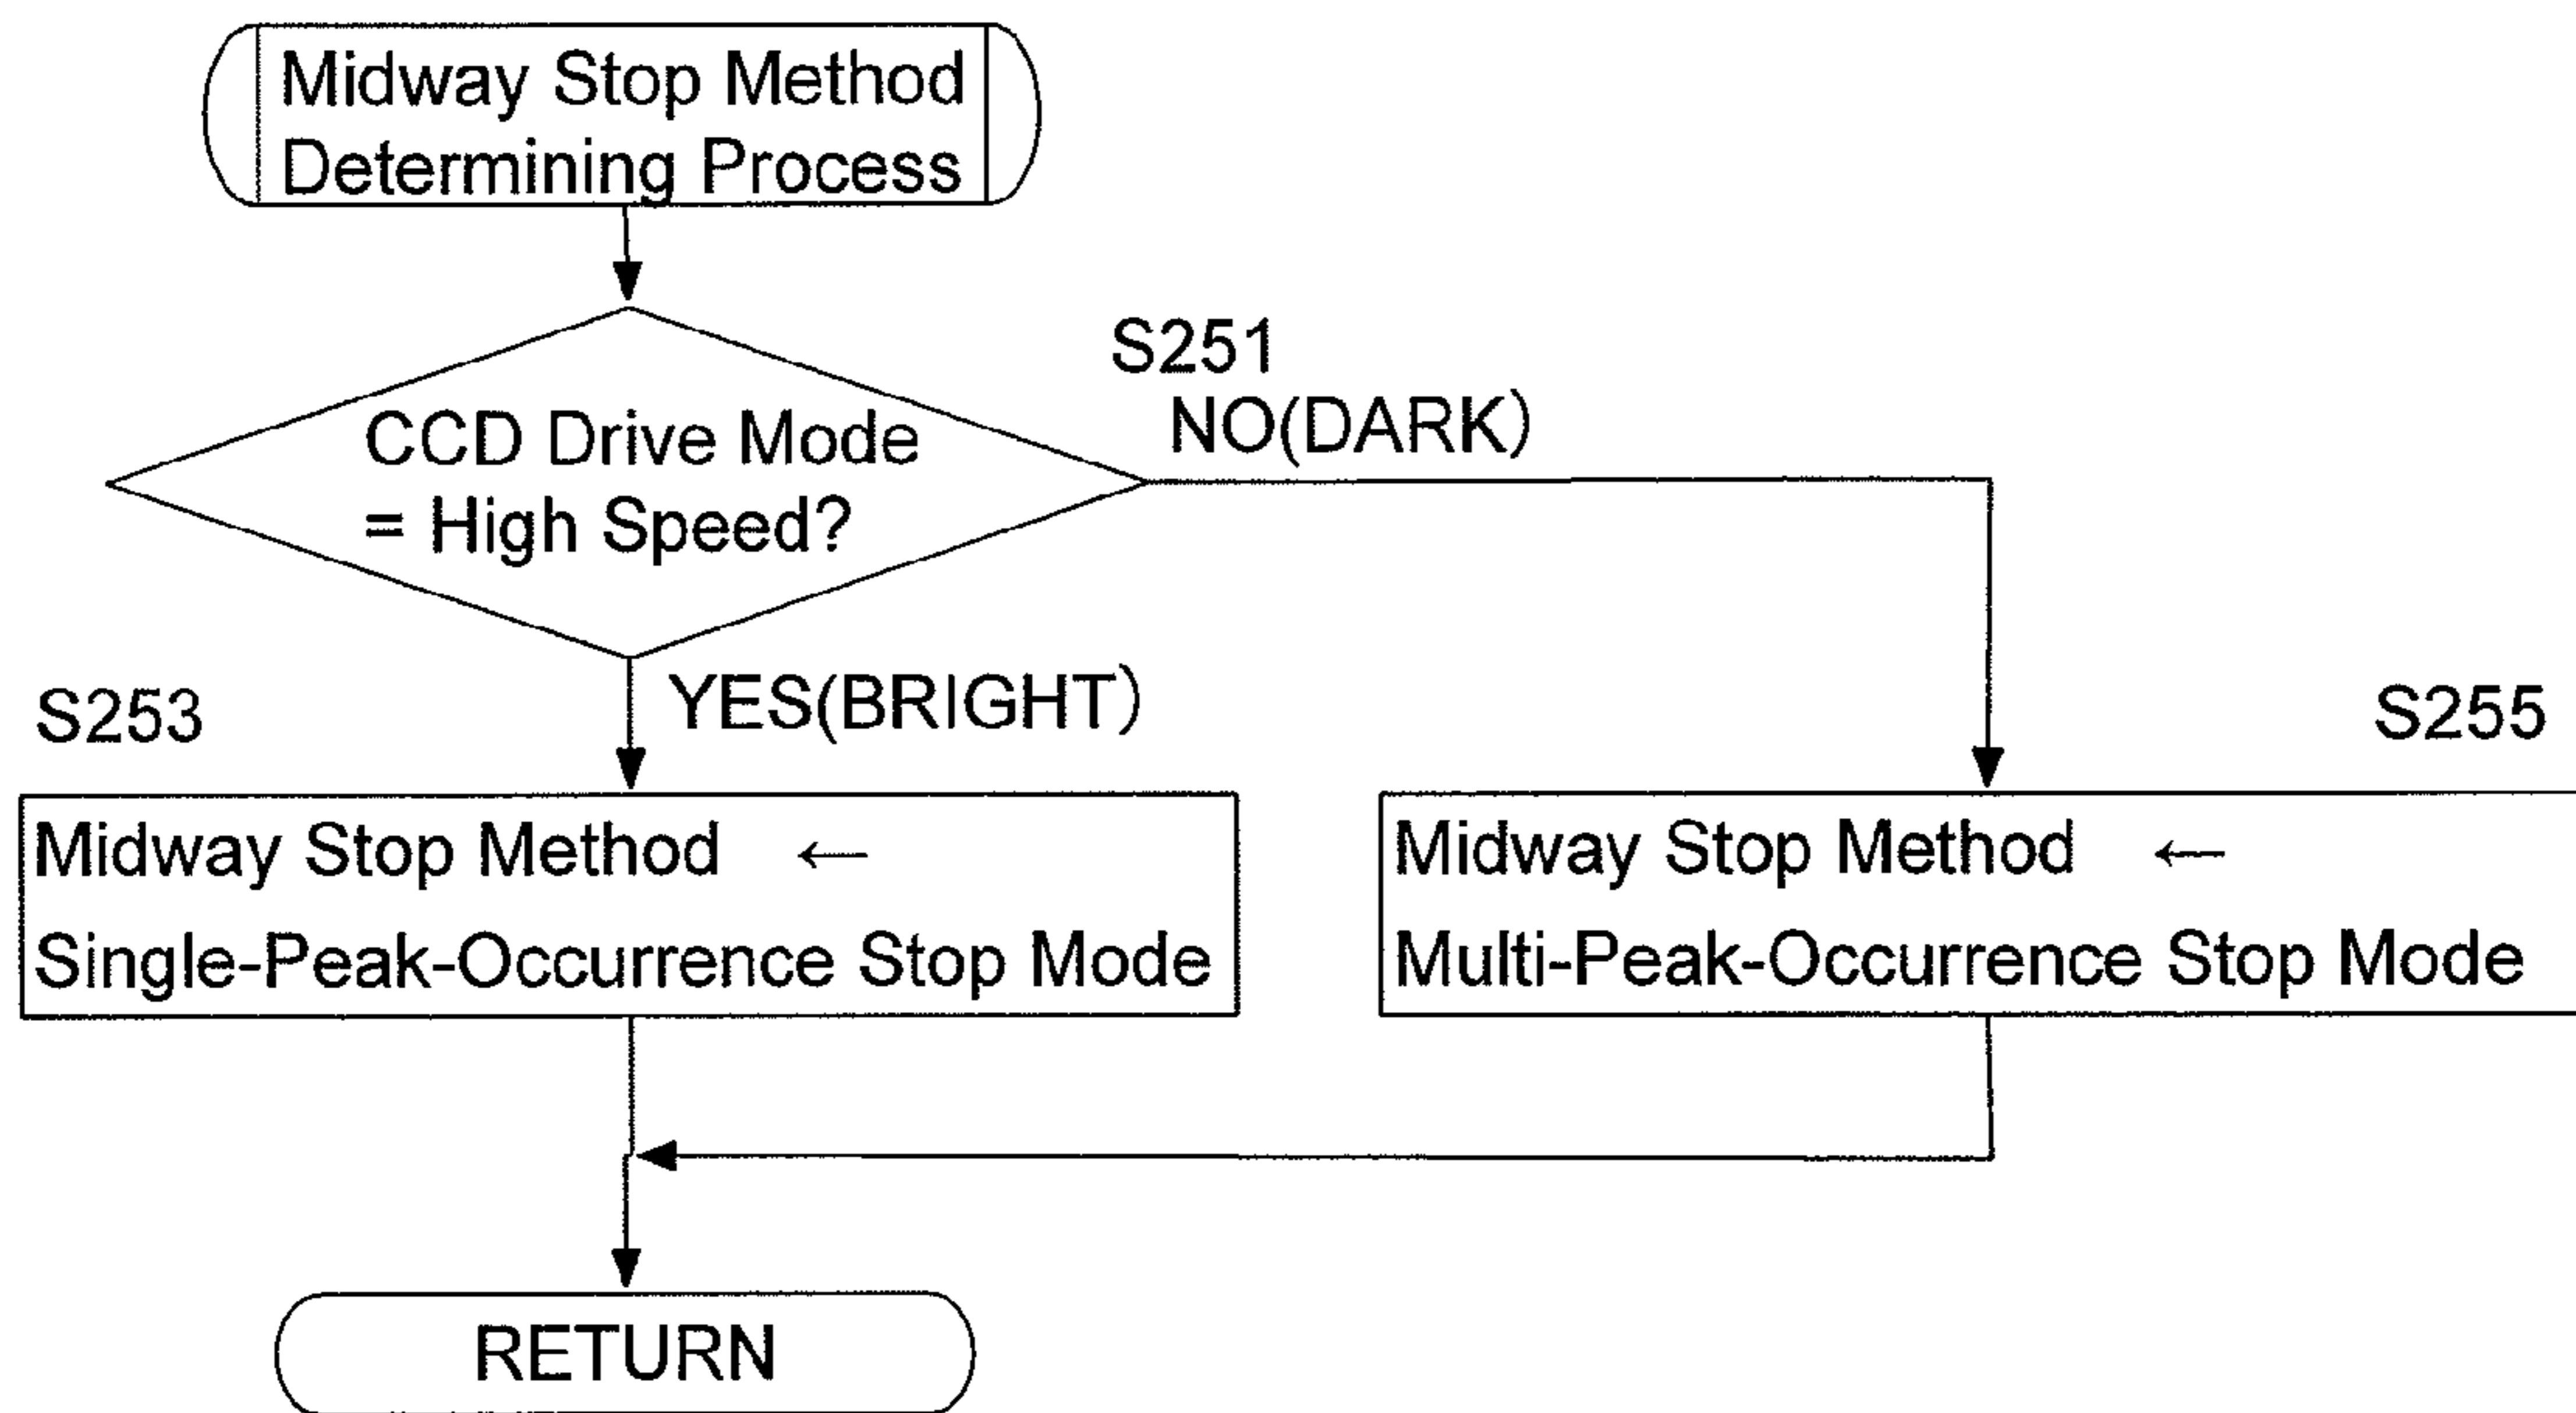 Midway Stop Method
Determining Process
S251
NO(DARK)
CCD Drive Mode
= High Speed?
YES(BRIGHT)
S253
S255
Midway Stop Method ←
Single-Peak-Occurrence Stop Mode
Midway Stop Method ←
Multi-Peak-Occurrence Stop Mode
RETURN